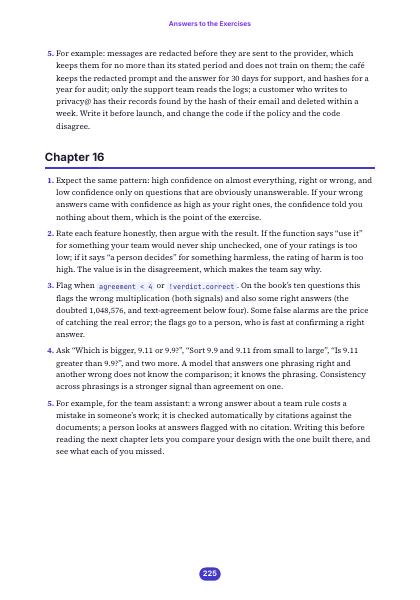 Answers to the Exercises
5. For example: messages are redacted before they are sent to the provider, which
keeps them for no more than its stated period and does not train on them; the café
keeps the redacted prompt and the answer for 30 days for support, and hashes for a
year for audit; only the support team reads the logs; a customer who writes to
privacy@ has their records found by the hash of their email and deleted within a
week. Write it before launch, and change the code if the policy and the code
disagree.
Chapter 16
1. Expect the same pattern: high confidence on almost everything, right or wrong, and
low confidence only on questions that are obviously unanswerable. If your wrong
answers came with confidence as high as your right ones, the confidence told you
nothing about them, which is the point of the exercise.
2. Rate each feature honestly, then argue with the result. If the function says “use it”
for something your team would never ship unchecked, one of your ratings is too
low; if it says “a person decides” for something harmless, the rating of harm is too
high. The value is in the disagreement, which makes the team say why.
3. Flag when agreement < 4 or !verdict.correct. On the book’s ten questions this
flags the wrong multiplication (both signals) and also some right answers (the
doubted 1,048,576, and text-agreement below four). Some false alarms are the price
of catching the real error; the flags go to a person, who is fast at confirming a right
answer.
4. Ask “Which is bigger, 9.11 or 9.9?”, “Sort 9.9 and 9.11 from small to large”, “Is 9.11
greater than 9.9?”, and two more. A model that answers one phrasing right and
another wrong does not know the comparison; it knows the phrasing. Consistency
across phrasings is a stronger signal than agreement on one.
5. For example, for the team assistant: a wrong answer about a team rule costs a
mistake in someone’s work; it is checked automatically by citations against the
documents; a person looks at answers flagged with no citation. Writing this before
reading the next chapter lets you compare your design with the one built there, and
see what each of you missed.
225